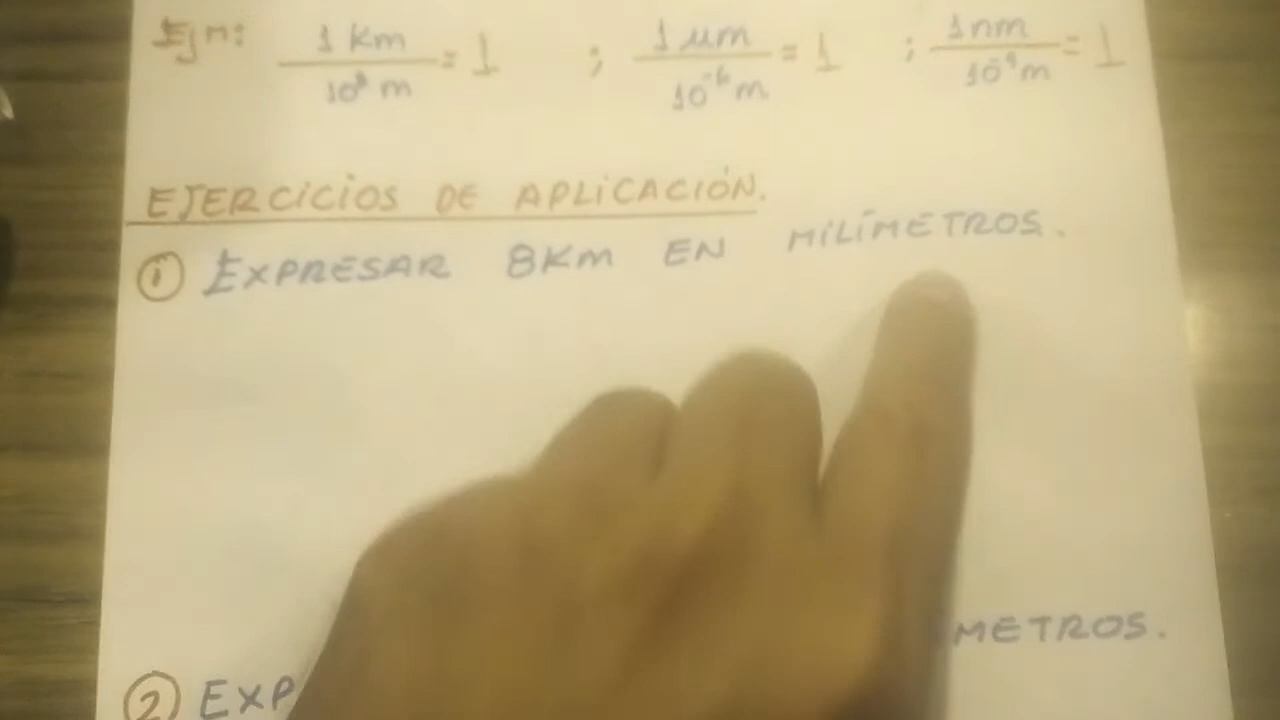 Ejm: 1 Km / 10³ m = 1 ; 1 µm / 10⁻⁶ m = 1 ; 1 nm / 10⁻⁹ m = 1
EJERCICIOS DE APLICACIÓN.
① EXPRESAR 8Km EN MILÍMETROS.
METROS.
② EXP